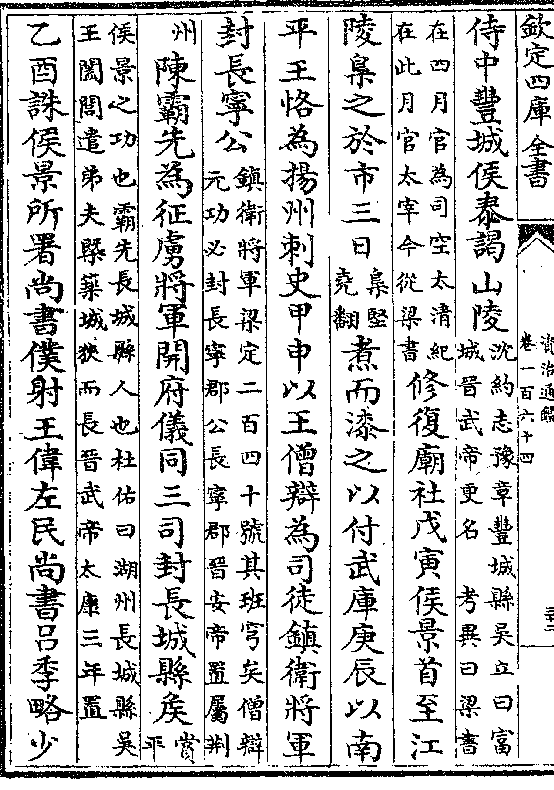 欽定四庫全書
資治通鑑
卷一百六十四
侍中豐城侯泰謁山陵沈約志豫章豐城縣吴立曰富城晉武帝更名 考異曰梁書
在四月官為司空太清紀在此月官太宰今從梁書修復廟社戊寅侯景首至江
陵梟之於市三日梟堅堯翻煮而漆之以付武庫庚辰以南
平王恪為揚州刺史甲申以王僧辯為司徒鎮衛將軍
封長寧公鎮衛將軍梁定二百四十號其班穹矣僧辯元功必封長寧郡公長寧郡晉安帝置屬荆
州陳霸先為征虜將軍開府儀同三司封長城縣侯賞平
侯景之功也霸先長城縣人也杜佑曰湖州長城縣吴王闔閭遣弟夫槩築城狹而長晉武帝太康三年置
乙酉誅侯景所署尚書僕射王偉左民尚書吕季略少